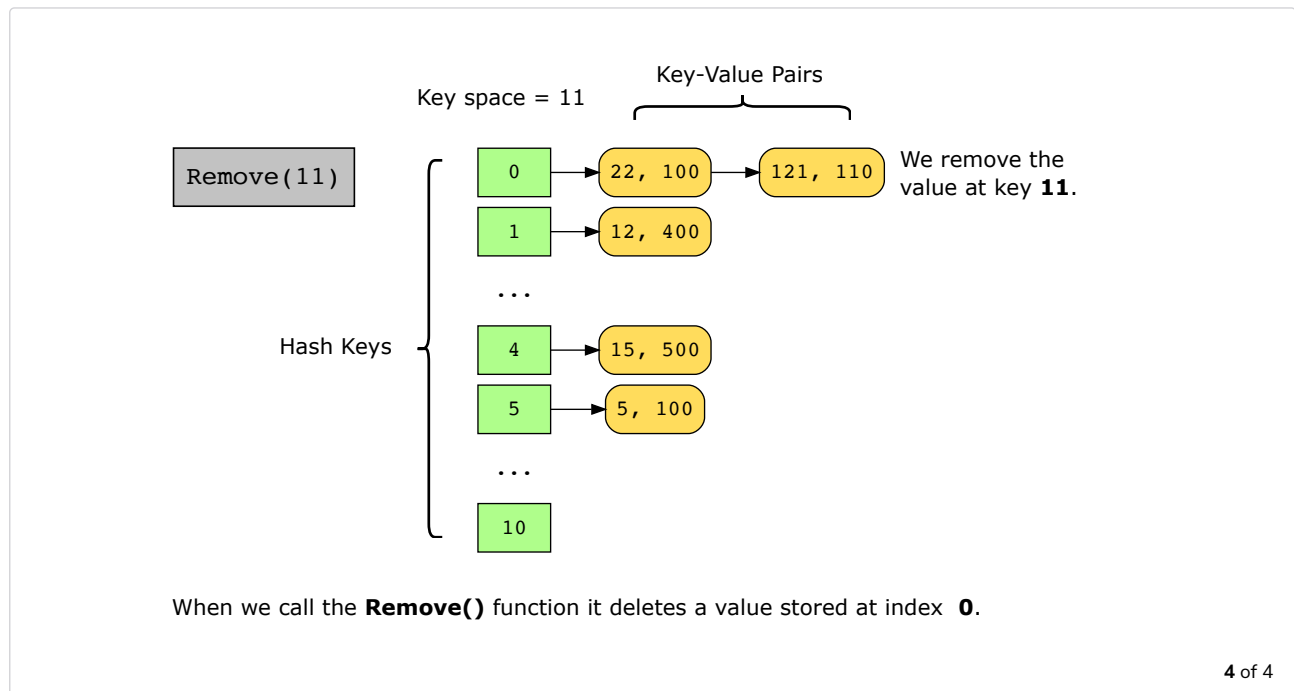 Key-Value Pairs
Key space = 11
Remove(11)
0
22, 100
121, 110
We remove the
value at key 11.
1
12, 400
...
Hash Keys
4
15, 500
5
5, 100
...
10
When we call the Remove() function it deletes a value stored at index 0.
4 of 4